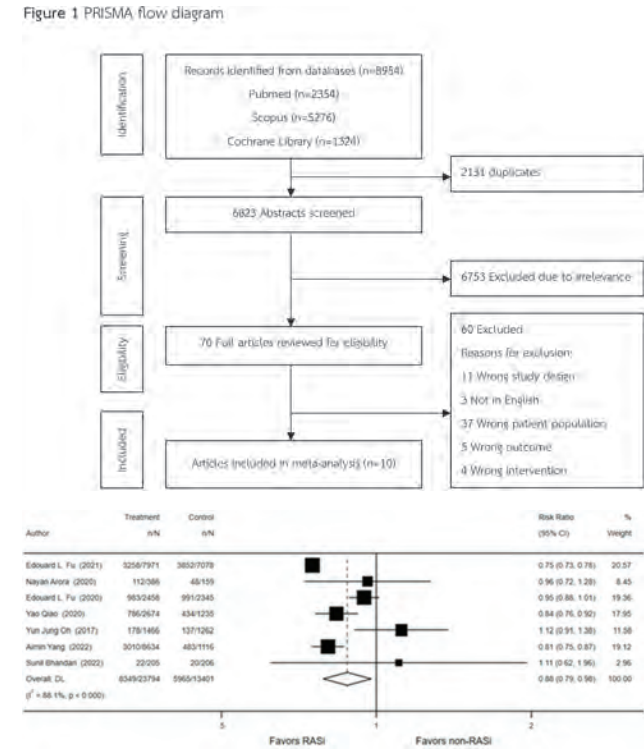 Figure 1 PRISMA flow diagram
Identification
Records identified from databases (n=8954)
Pubmed (n=2354)
Scopus (n=5276)
Cochrane Library (n=1324)
2131 duplicates
Screening
6823 Abstracts screened
6753 Excluded due to irrelevance
Eligibility
70 Full articles reviewed for eligibility
60 Excluded
Reasons for exclusion:
11 Wrong study design
3 Not in English
37 Wrong patient population
5 Wrong outcome
4 Wrong intervention
Included
Articles included in meta-analysis (n=10)
Treatment Control Risk Ratio %
Author n/N n/N (95% CI) Weight
Edouard L. Fu (2021) 3258/7971 3852/7078 0.75 (0.73, 0.78) 20.57
Nayan Arora (2020) 112/386 48/159 0.96 (0.72, 1.28) 8.45
Edouard L. Fu (2020) 983/2458 991/2345 0.95 (0.88, 1.01) 19.36
Yao Qiao (2020) 786/2674 434/1235 0.84 (0.76, 0.92) 17.95
Yun Jung Oh (2017) 178/1466 137/1262 1.12 (0.91, 1.38) 11.58
Aimin Yang (2022) 3010/8634 483/1116 0.81 (0.75, 0.87) 19.12
Sunil Bhandari (2022) 22/205 20/206 1.11 (0.62, 1.96) 2.96
Overall, DL 8349/23794 5965/13401 0.88 (0.79, 0.98) 100.00
(I² = 88.1%, p = 0.000)
.5 1 2
Favors RASi Favors non-RASi